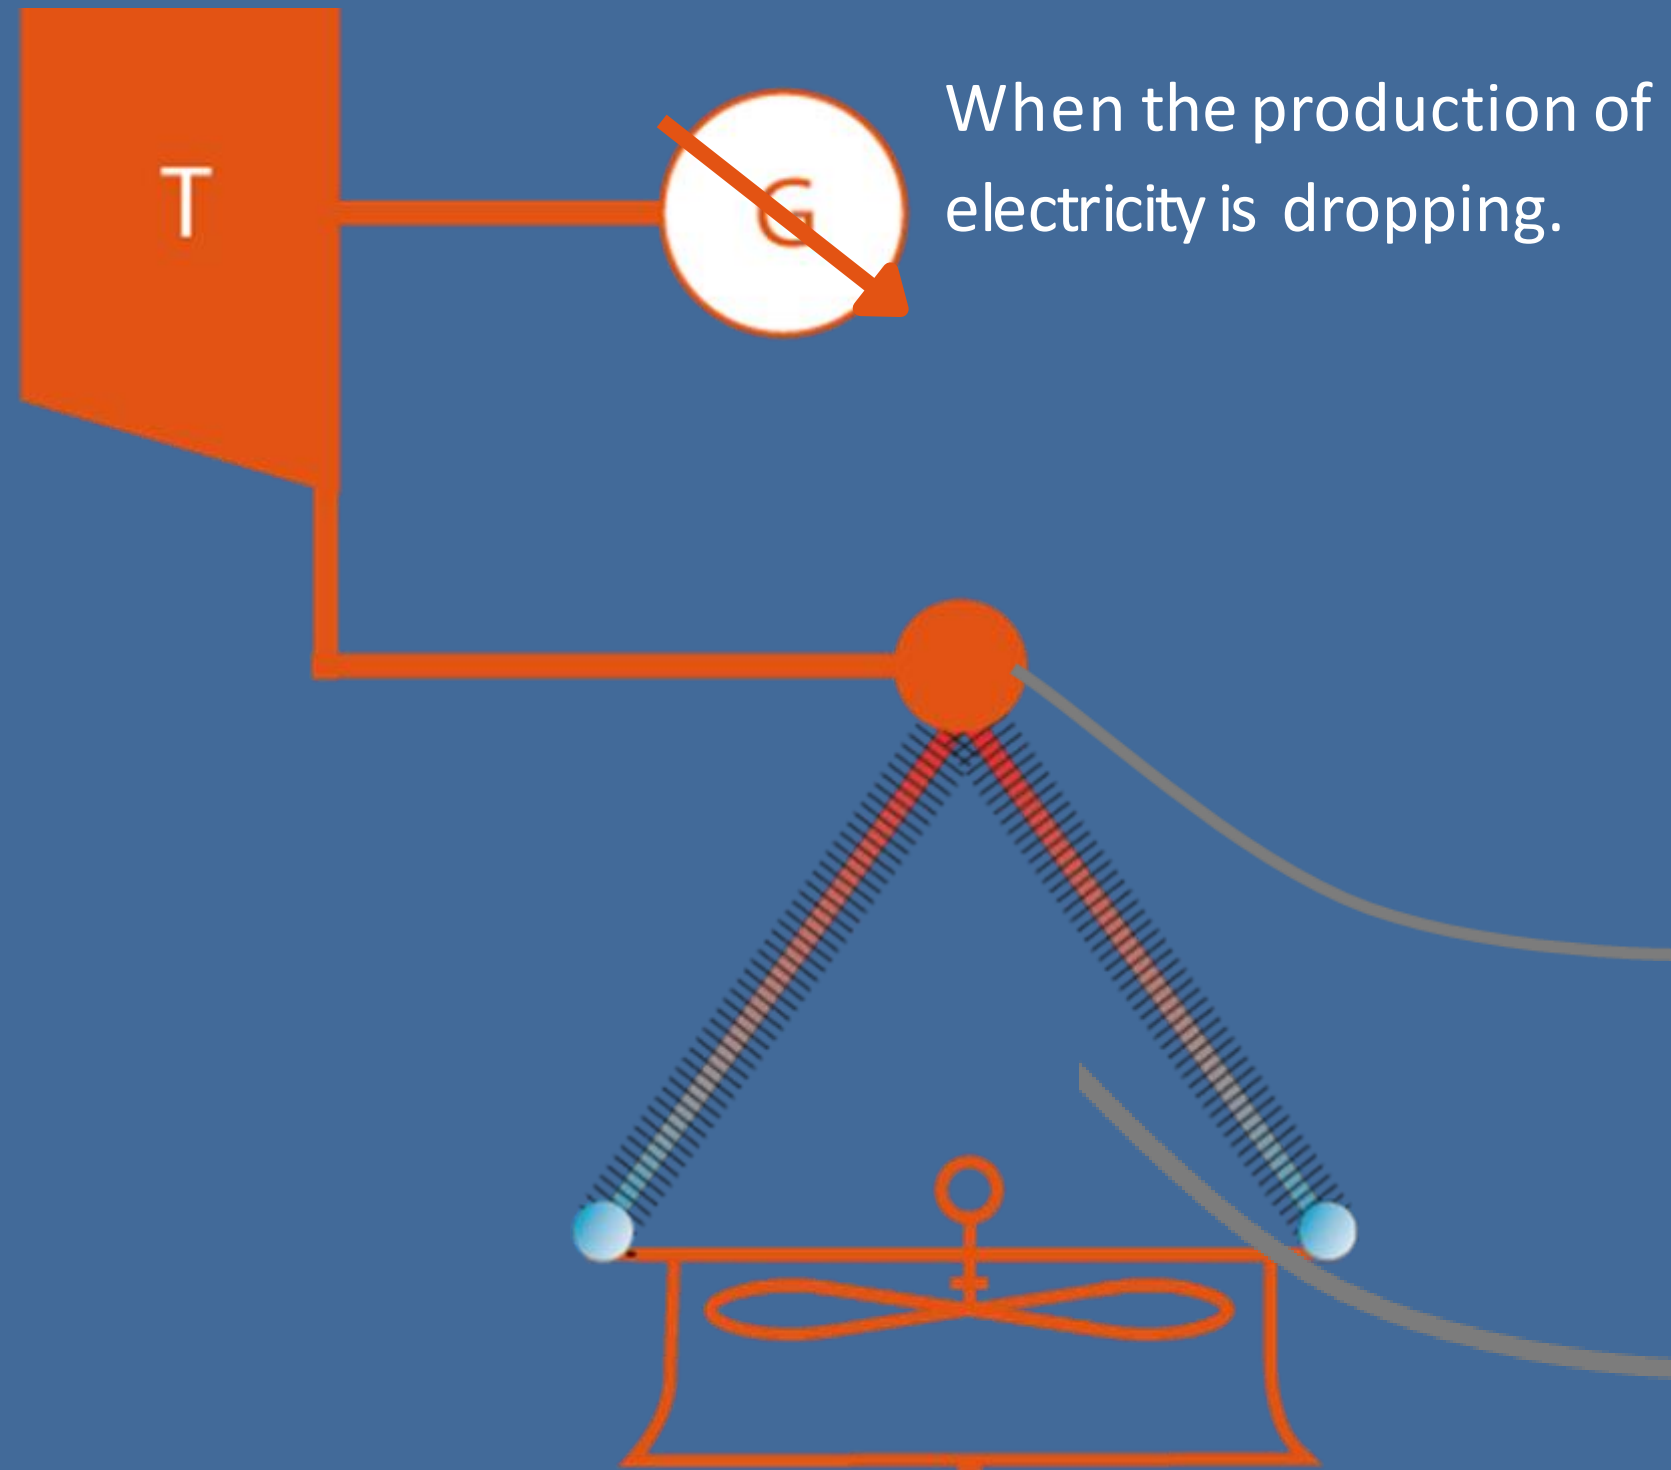 T
G
When the production of
electricity is dropping.